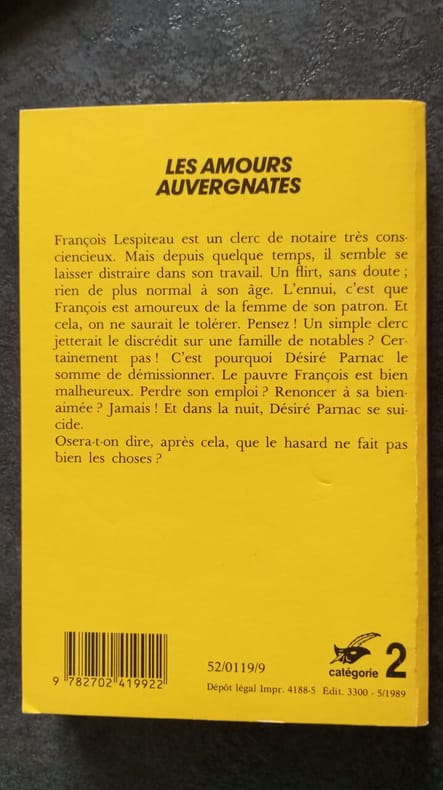 LES AMOURS
AUVERGNATES
François Lespiteau est un clerc de notaire très cons-
ciencieux. Mais depuis quelque temps, il semble se
laisser distraire dans son travail. Un flirt, sans doute ;
rien de plus normal à son âge. L'ennui, c'est que
François est amoureux de la femme de son patron. Et
cela, on ne saurait le tolérer. Pensez ! Un simple clerc
jetterait le discrédit sur une famille de notables ? Cer-
tainement pas ! C'est pourquoi Désiré Parnac le
somme de démissionner. Le pauvre François est bien
malheureux. Perdre son emploi ? Renoncer à sa bien-
aimée ? Jamais ! Et dans la nuit, Désiré Parnac se sui-
cide.
Osera-t-on dire, après cela, que le hasard ne fait pas
bien les choses ?
9 782702 419922
52/0119/9
catégorie 2
Dépôt légal Impr. 4188-5 Édit. 3300 - 5/1989